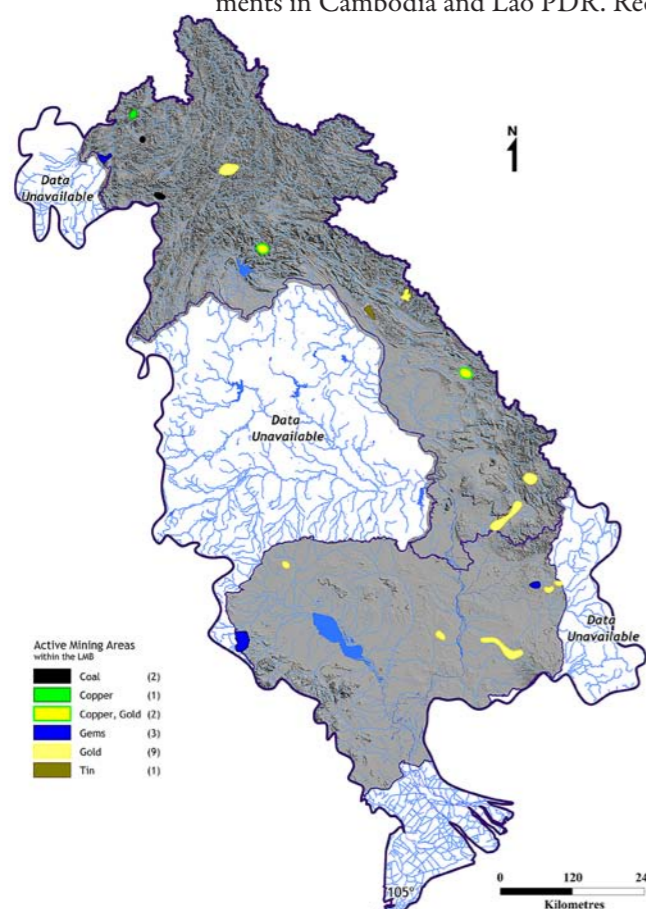 ments in Cambodia and Lao PDR. Rec
N
Data
Unavailable
Data
Unavailable
Data
Unavailable
Active Mining Areas
within the LMB
Coal (2)
Copper (1)
Copper, Gold (2)
Gems (3)
Gold (9)
Tin (1)
105°
0 120 24
Kilometres